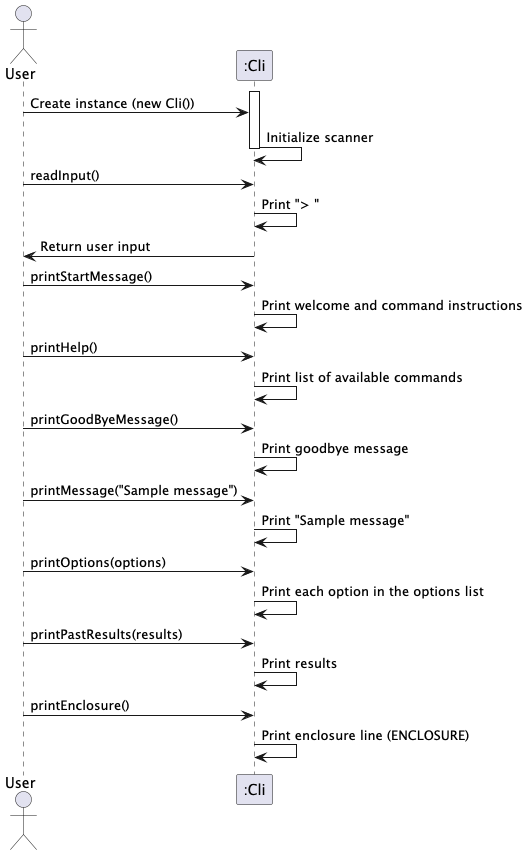 User
:Cli
Create instance (new Cli())
Initialize scanner
readInput()
Print "> "
Return user input
printStartMessage()
Print welcome and command instructions
printHelp()
Print list of available commands
printGoodByeMessage()
Print goodbye message
printMessage("Sample message")
Print "Sample message"
printOptions(options)
Print each option in the options list
printPastResults(results)
Print results
printEnclosure()
Print enclosure line (ENCLOSURE)
User
:Cli